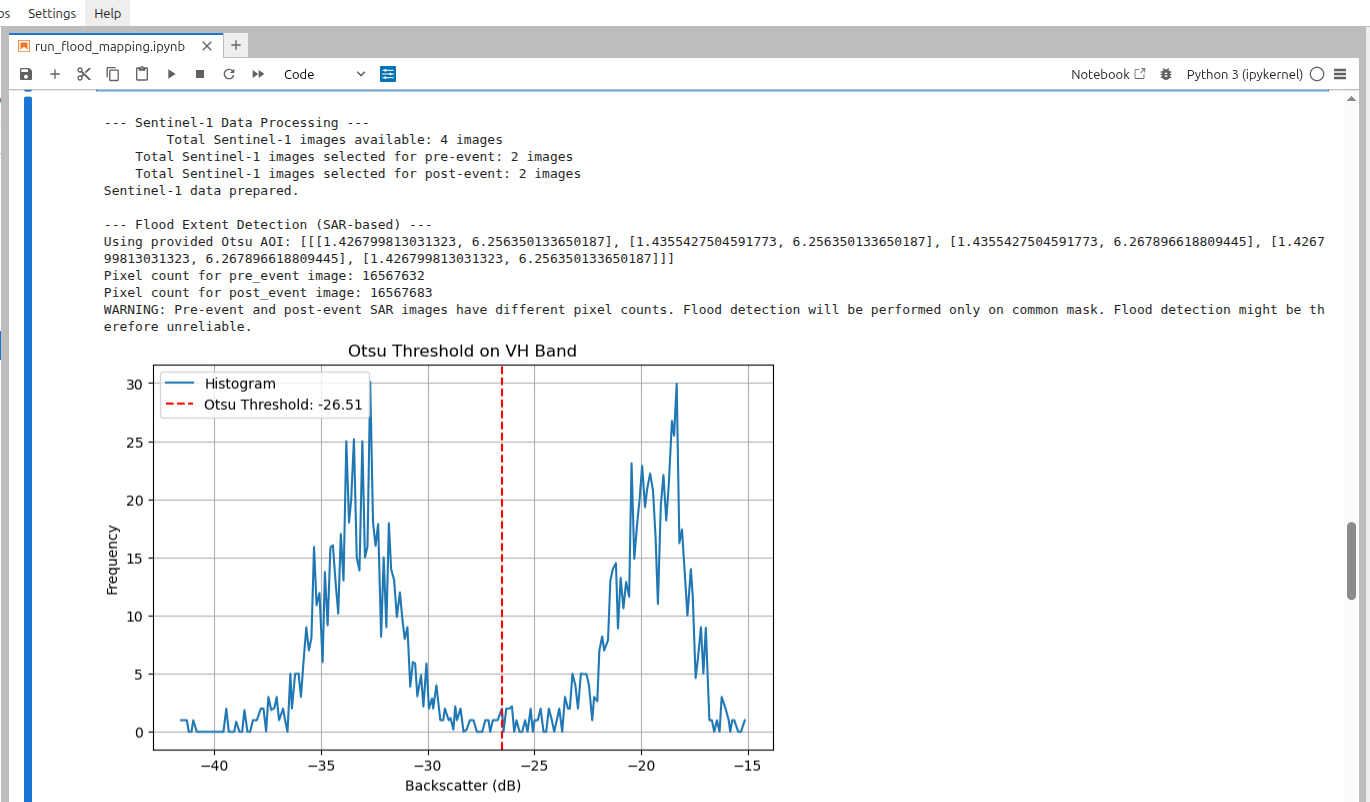 os Settings Help
run_flood_mapping.ipynb
Code
Notebook
Python 3 (ipykernel)
--- Sentinel-1 Data Processing ---
Total Sentinel-1 images available: 4 images
Total Sentinel-1 images selected for pre-event: 2 images
Total Sentinel-1 images selected for post-event: 2 images
Sentinel-1 data prepared.
--- Flood Extent Detection (SAR-based) ---
Using provided Otsu AOI: [[[1.426799813031323, 6.256350133650187], [1.4355427504591773, 6.256350133650187], [1.4355427504591773, 6.267896618809445], [1.4267
99813031323, 6.267896618809445], [1.426799813031323, 6.256350133650187]]]
Pixel count for pre_event image: 16567632
Pixel count for post_event image: 16567683
WARNING: Pre-event and post-event SAR images have different pixel counts. Flood detection will be performed only on common mask. Flood detection might be th
erefore unreliable.
Otsu Threshold on VH Band
Histogram
Otsu Threshold: -26.51
Frequency
30
25
20
15
10
5
0
−40 −35 −30 −25 −20 −15
Backscatter (dB)